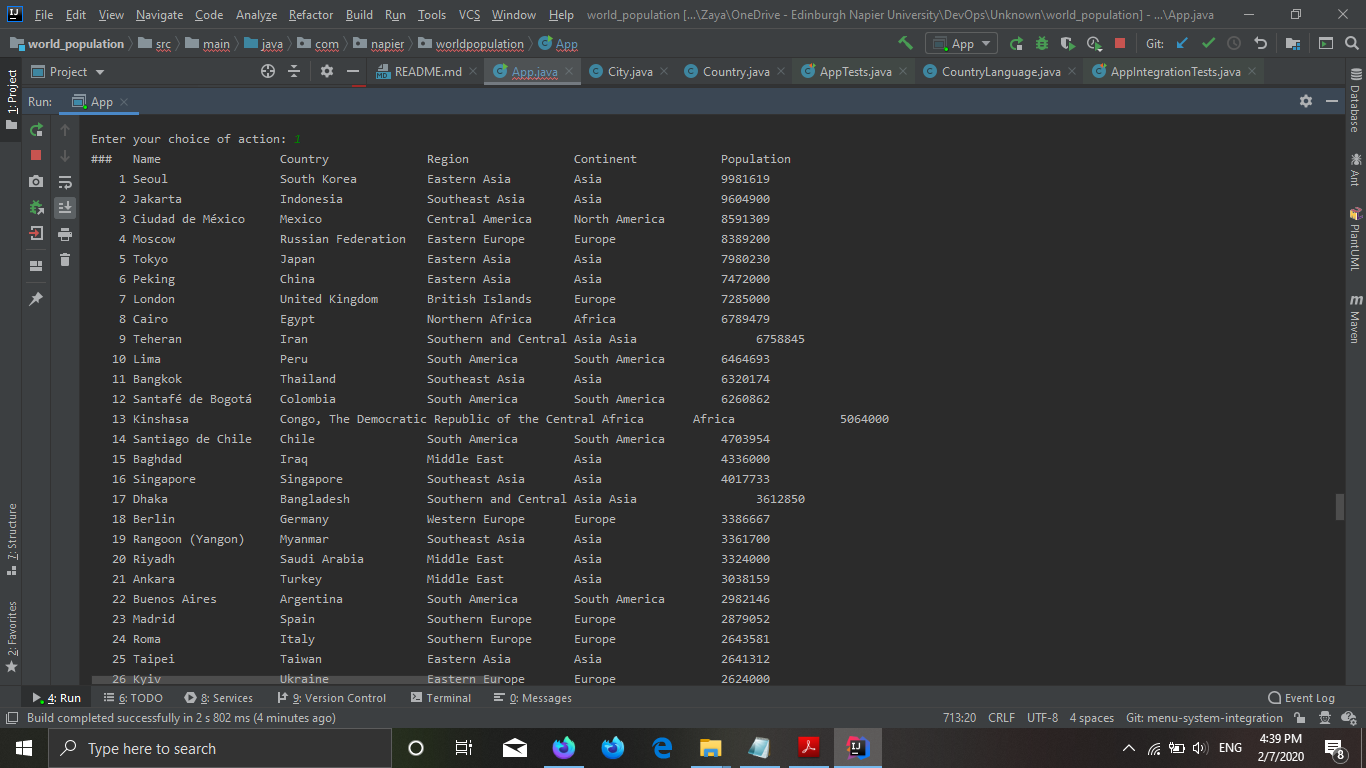 File Edit View Navigate Code Analyze Refactor Build Run Tools VCS Window Help world_population [...\Zaya\OneDrive - Edinburgh Napier University\DevOps\Unknown\world_population] - ...\App.java
world_population src main java com napier worldpopulation App App Git:
Project README.md App.java City.java Country.java AppTests.java CountryLanguage.java AppIntegrationTests.java
Run: App
1: Project
7: Structure
2: Favorites
Database
Ant
PlantUML
m Maven
Enter your choice of action: 1
### Name Country Region Continent Population
1 Seoul South Korea Eastern Asia Asia 9981619
2 Jakarta Indonesia Southeast Asia Asia 9604900
3 Ciudad de México Mexico Central America North America 8591309
4 Moscow Russian Federation Eastern Europe Europe 8389200
5 Tokyo Japan Eastern Asia Asia 7980230
6 Peking China Eastern Asia Asia 7472000
7 London United Kingdom British Islands Europe 7285000
8 Cairo Egypt Northern Africa Africa 6789479
9 Teheran Iran Southern and Central Asia Asia 6758845
10 Lima Peru South America South America 6464693
11 Bangkok Thailand Southeast Asia Asia 6320174
12 Santafé de Bogotá Colombia South America South America 6260862
13 Kinshasa Congo, The Democratic Republic of the Central Africa Africa 5064000
14 Santiago de Chile Chile South America South America 4703954
15 Baghdad Iraq Middle East Asia 4336000
16 Singapore Singapore Southeast Asia Asia 4017733
17 Dhaka Bangladesh Southern and Central Asia Asia 3612850
18 Berlin Germany Western Europe Europe 3386667
19 Rangoon (Yangon) Myanmar Southeast Asia Asia 3361700
20 Riyadh Saudi Arabia Middle East Asia 3324000
21 Ankara Turkey Middle East Asia 3038159
22 Buenos Aires Argentina South America South America 2982146
23 Madrid Spain Southern Europe Europe 2879052
24 Roma Italy Southern Europe Europe 2643581
25 Taipei Taiwan Eastern Asia Asia 2641312
26 Kyiv Ukraine Eastern Europe Europe 2624000
4: Run 6: TODO 8: Services 9: Version Control Terminal 0: Messages Event Log
Build completed successfully in 2 s 802 ms (4 minutes ago) 713:20 CRLF UTF-8 4 spaces Git: menu-system-integration
Type here to search ENG 4:39 PM
2/7/2020 8